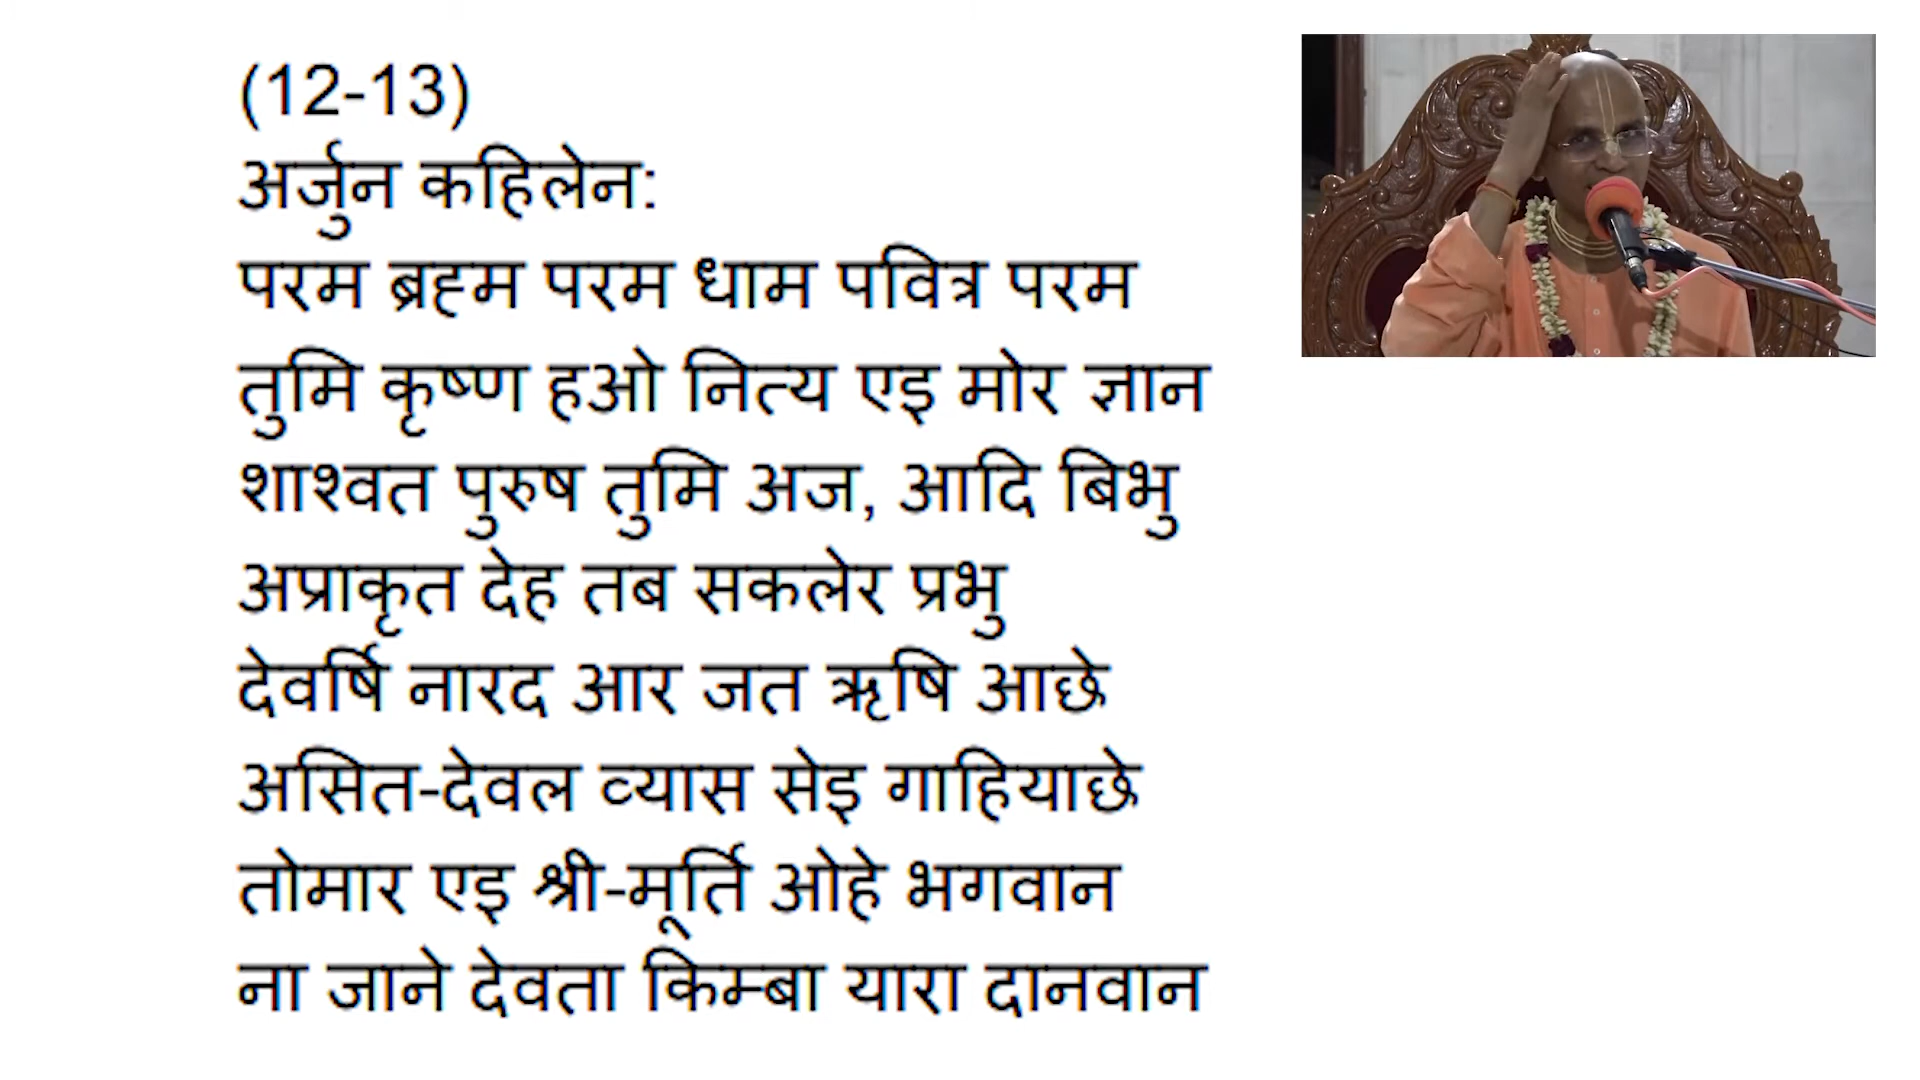 (12-13)
अर्जुन कहिलेन:
परम ब्रह्म परम धाम पवित्र परम
तुमि कृष्ण हओ नित्य एइ मोर ज्ञान
शाश्वत पुरुष तुमि अज, आदि बिभु
अप्राकृत देह तब सकलेर प्रभु
देवर्षि नारद आर जत ऋषि आछे
असित-देवल व्यास सेइ गाहियाछे
तोमार एइ श्री-मूर्ति ओहे भगवान
ना जाने देवता किम्बा यारा दानवान